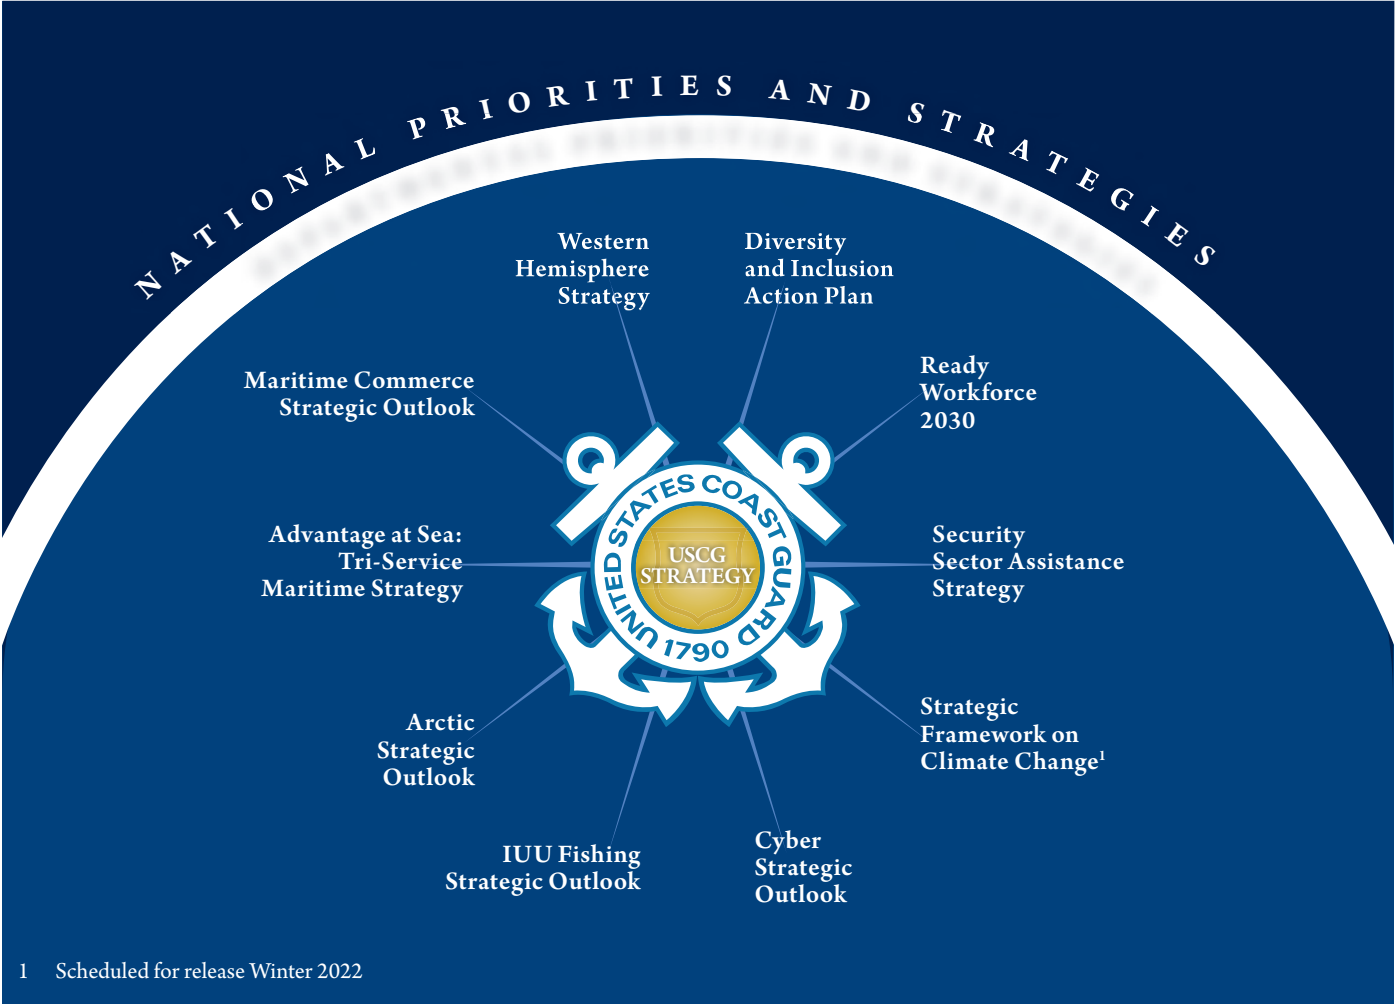 NATIONAL PRIORITIES AND STRATEGIES
Western
Hemisphere
Strategy
Diversity
and Inclusion
Action Plan
Maritime Commerce
Strategic Outlook
Ready
Workforce
2030
Advantage at Sea:
Tri-Service
Maritime Strategy
UNITED STATES COAST GUARD
1790
USCG
STRATEGY
Security
Sector Assistance
Strategy
Arctic
Strategic
Outlook
Strategic
Framework on
Climate Change¹
IUU Fishing
Strategic Outlook
Cyber
Strategic
Outlook
1 Scheduled for release Winter 2022